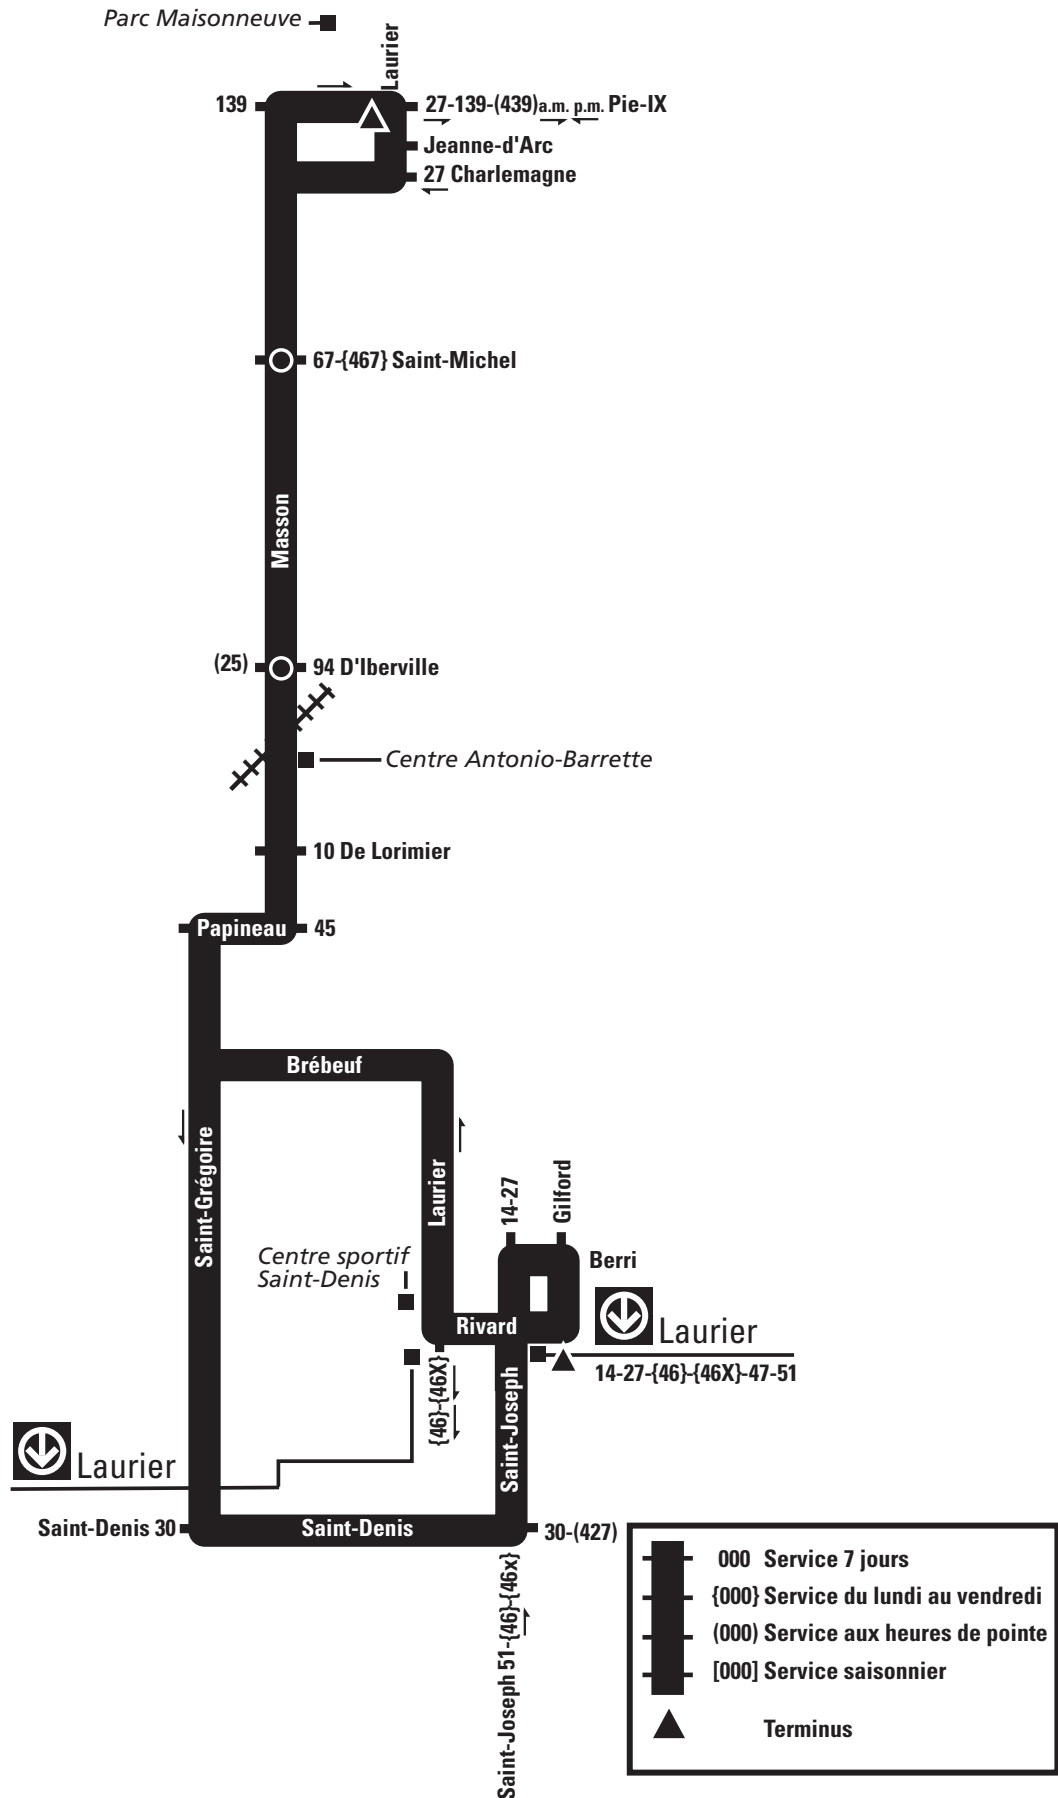 Parc Maisonneuve
Laurier
139
27-139-(439)a.m. p.m. Pie-IX
Jeanne-d'Arc
27 Charlemagne
67-{467} Saint-Michel
Masson
(25)
94 D'Iberville
Centre Antonio-Barrette
10 De Lorimier
Papineau
45
Brébeuf
Saint-Grégoire
Laurier
14-27
Gilford
Berri
Centre sportif
Saint-Denis
Rivard
Laurier
14-27-{46}-{46X}-47-51
{46}-{46X}
Saint-Joseph
Laurier
Saint-Denis 30
Saint-Denis
30-(427)
Saint-Joseph 51-{46}-{46x}
000 Service 7 jours
{000} Service du lundi au vendredi
(000) Service aux heures de pointe
[000] Service saisonnier
Terminus